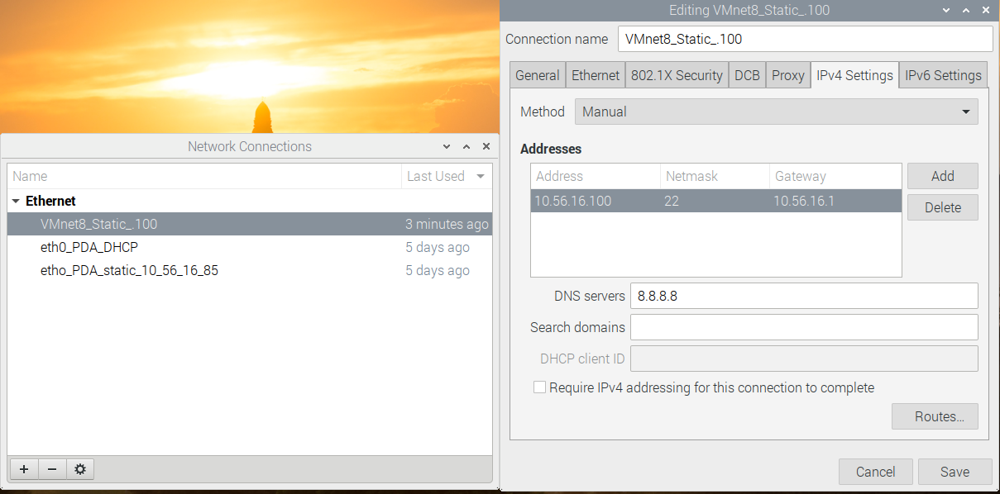 Network Connections
Name
Last Used
Ethernet
VMnet8_Static_.100
3 minutes ago
eth0_PDA_DHCP
5 days ago
etho_PDA_static_10_56_16_85
5 days ago
Editing VMnet8_Static_.100
Connection name
VMnet8_Static_.100
General
Ethernet
802.1X Security
DCB
Proxy
IPv4 Settings
IPv6 Settings
Method
Manual
Addresses
Address
Netmask
Gateway
10.56.16.100
22
10.56.16.1
Add
Delete
DNS servers
8.8.8.8
Search domains
DHCP client ID
Require IPv4 addressing for this connection to complete
Routes...
Cancel
Save